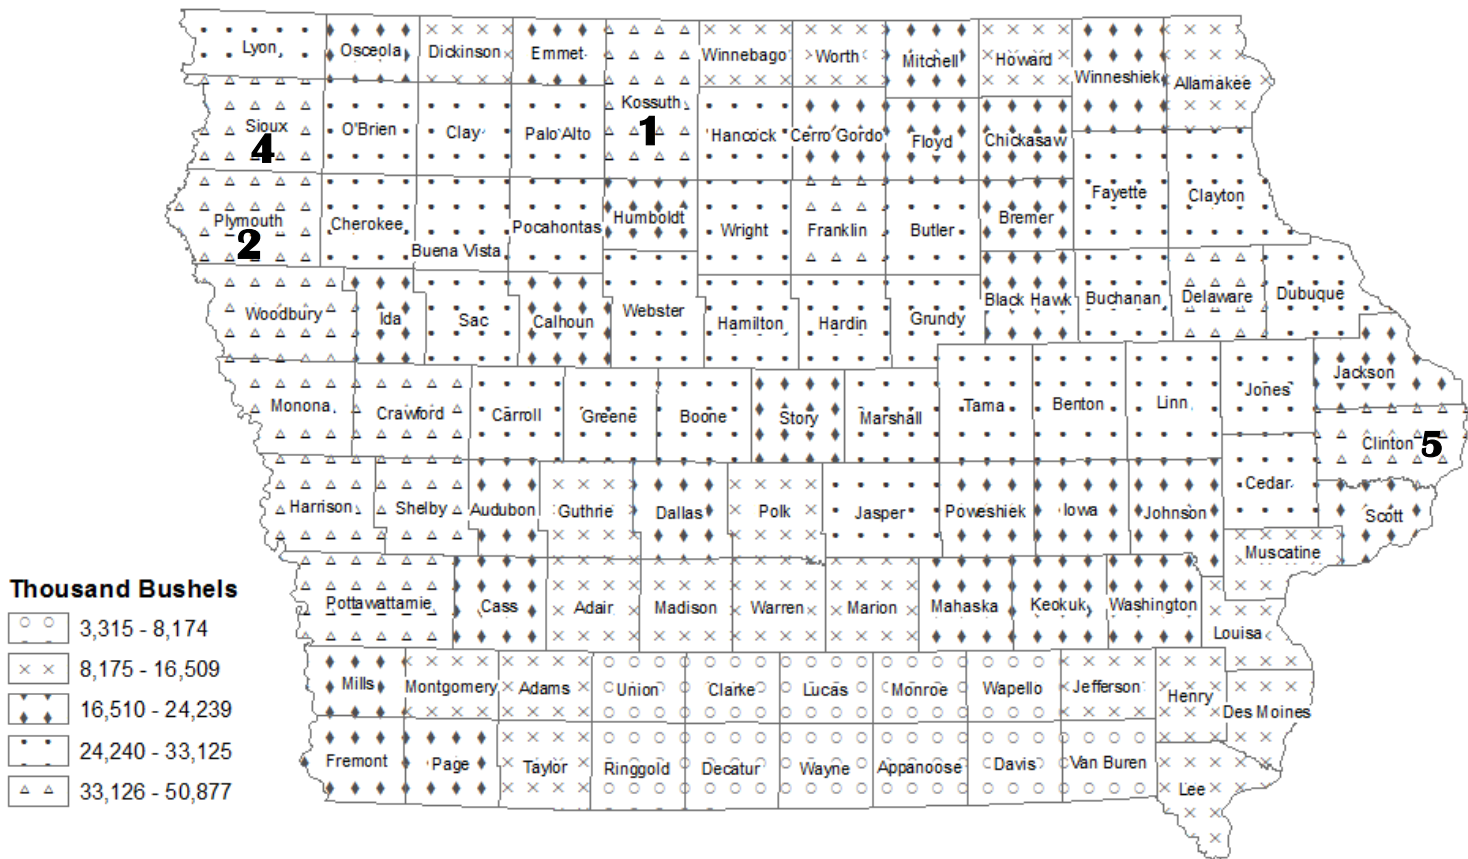 Lyon
Osceola
Dickinson
Emmet
Winnebago
Worth
Mitchell
Howard
Winneshiek
Allamakee
Kossuth
1
Sioux
4
O'Brien
Clay
Palo Alto
Hancock
Cerro Gordo
Floyd
Chickasaw
Fayette
Clayton
Plymouth
2
Cherokee
Buena Vista
Pocahontas
Humboldt
Wright
Franklin
Butler
Bremer
Woodbury
Ida
Sac
Calhoun
Webster
Hamilton
Hardin
Grundy
Black Hawk
Buchanan
Delaware
Dubuque
Monona
Crawford
Carroll
Greene
Boone
Story
Marshall
Tama
Benton
Linn
Jones
Jackson
Clinton 5
Harrison
Shelby
Audubon
Guthrie
Dallas
Polk
Jasper
Poweshiek
Iowa
Johnson
Cedar
Scott
Muscatine
Pottawattamie
Cass
Adair
Madison
Warren
Marion
Mahaska
Keokuk
Washington
Louisa
Mills
Montgomery
Adams
Union
Clarke
Lucas
Monroe
Wapello
Jefferson
Henry
Des Moines
Fremont
Page
Taylor
Ringgold
Decatur
Wayne
Appanoose
Davis
Van Buren
Lee
Thousand Bushels
3,315 - 8,174
8,175 - 16,509
16,510 - 24,239
24,240 - 33,125
33,126 - 50,877